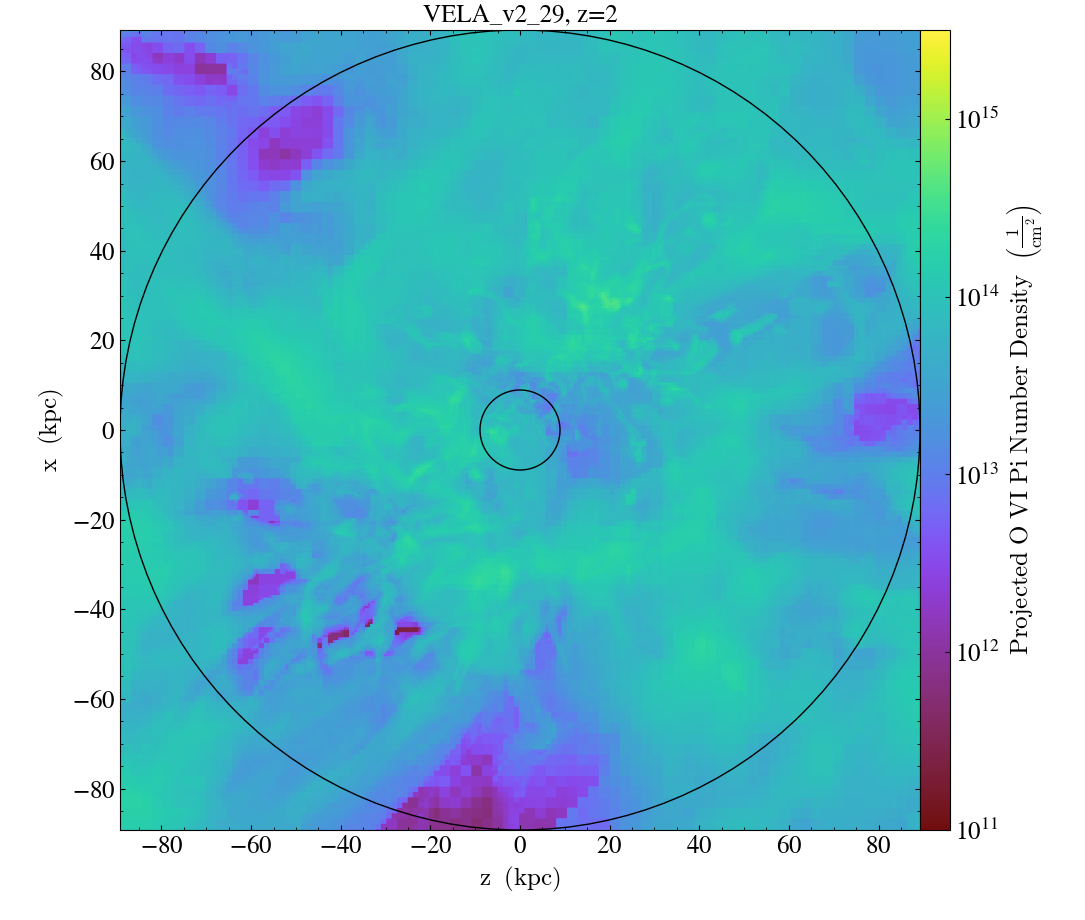 VELA_v2_29, z=2
80
60
40
20
0
−20
−40
−60
−80
x (kpc)
−80 −60 −40 −20 0 20 40 60 80
z (kpc)
10^15
10^14
10^13
10^12
10^11
Projected O VI Pi Number Density (1/cm^2)